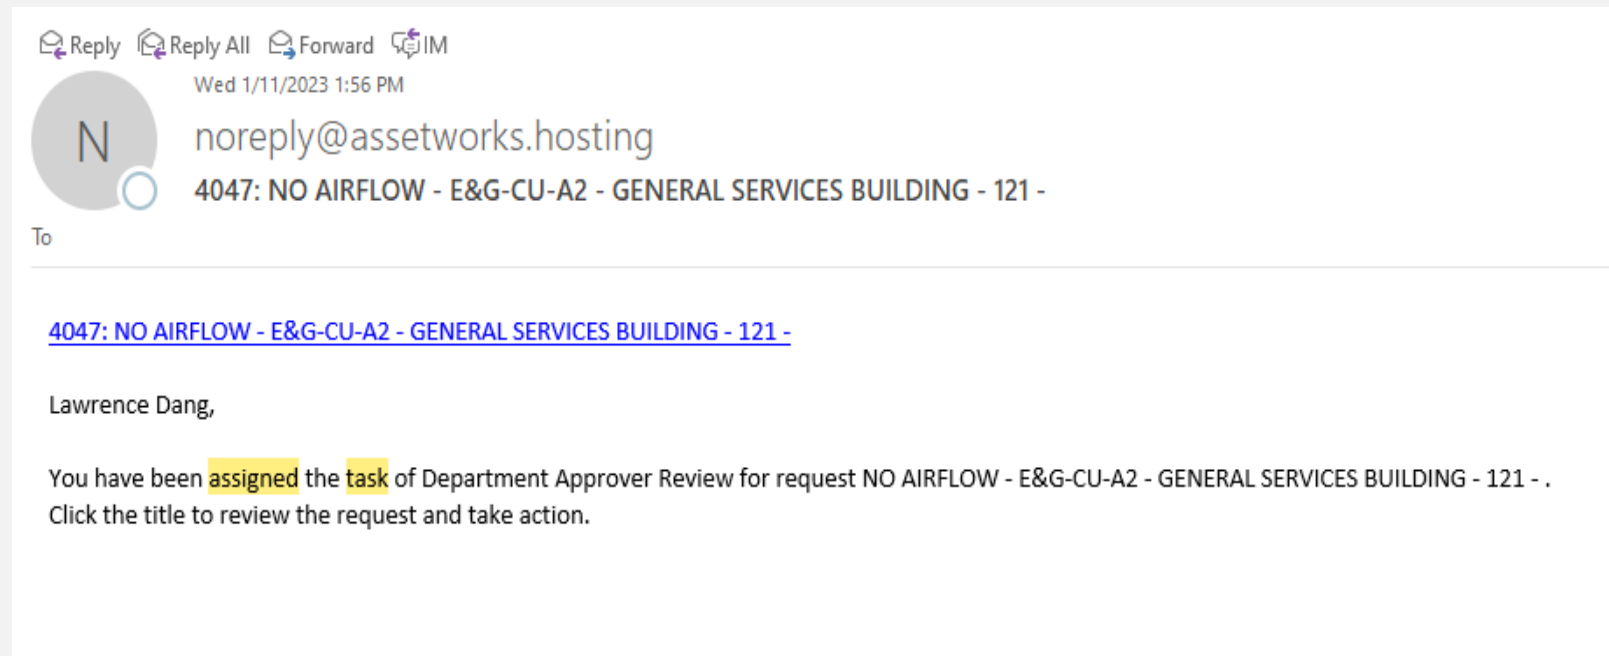 Reply Reply All Forward IM
Wed 1/11/2023 1:56 PM
N
noreply@assetworks.hosting
4047: NO AIRFLOW - E&G-CU-A2 - GENERAL SERVICES BUILDING - 121 -
To
4047: NO AIRFLOW - E&G-CU-A2 - GENERAL SERVICES BUILDING - 121 -
Lawrence Dang,
You have been assigned the task of Department Approver Review for request NO AIRFLOW - E&G-CU-A2 - GENERAL SERVICES BUILDING - 121 - .
Click the title to review the request and take action.